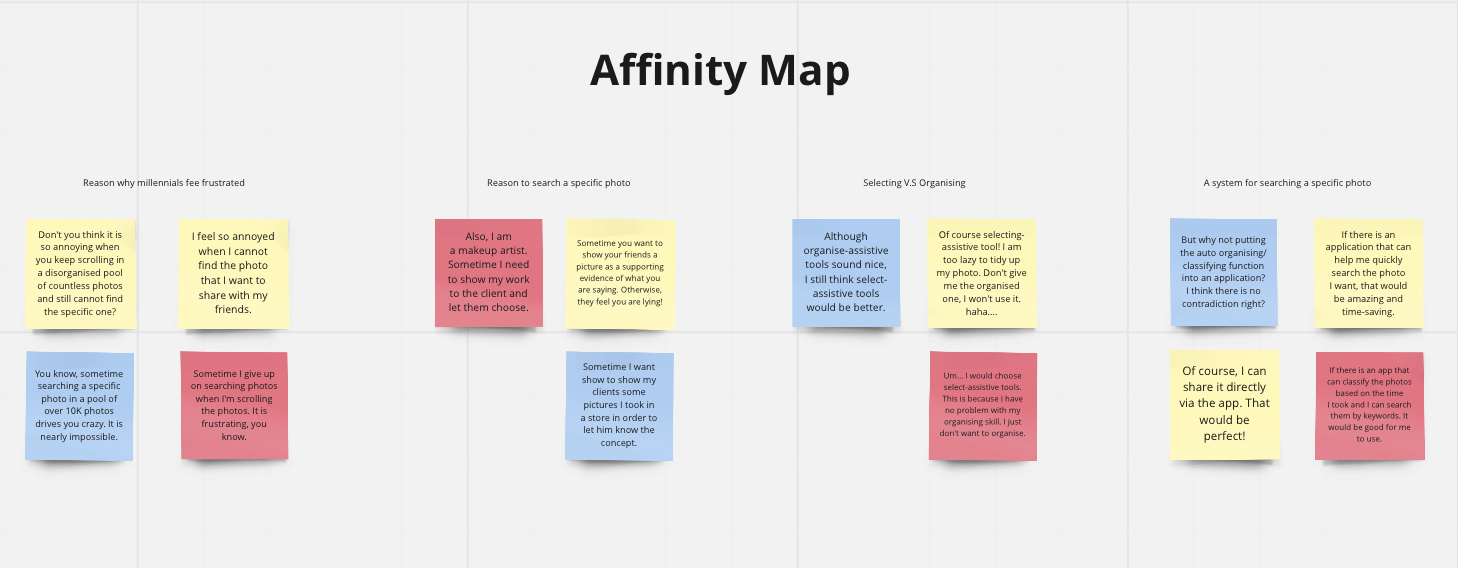 Affinity Map
Reason why millennials fee frustrated
Don't you think it is
so annoying when
you keep scrolling in
a disorganised pool
of countless photos
and still cannot find
the specific one?
I feel so annoyed
when I cannot
find the photo
that I want to
share with my
friends.
You know, sometime
searching a specific
photo in a pool of
over 10K photos
drives you crazy. It is
nearly impossible.
Sometime I give up
on searching photos
when I'm scrolling
the photos. It is
frustrating, you
know.
Reason to search a specific photo
Also, I am
a makeup artist.
Sometime I need
to show my work
to the client and
let them choose.
Sometime you want to
show your friends a
picture as a supporting
evidence of what you
are saying. Otherwise,
they feel you are lying!
Sometime I want
show to show my
clients some
pictures I took in
a store in order to
let him know the
concept.
Selecting V.S Organising
Although
organise-assistive
tools sound nice,
I still think select-
assistive tools
would be better.
Of course selecting-
assistive tool! I am
too lazy to tidy up
my photo. Don't give
me the organised
one, I won't use it.
haha....
Um... I would choose
select-assistive tools.
This is because I have
no problem with my
organising skill. I just
don't want to organise.
A system for searching a specific photo
But why not putting
the auto organising/
classifying function
into an application?
I think there is no
contradiction right?
If there is an
application that can
help me quickly
search the photo
I want, that would
be amazing and
time-saving.
Of course, I can
share it directly
via the app. That
would be
perfect!
If there is an app that
can classify the photos
based on the time
I took and I can search
them by keywords. It
would be good for me
to use.